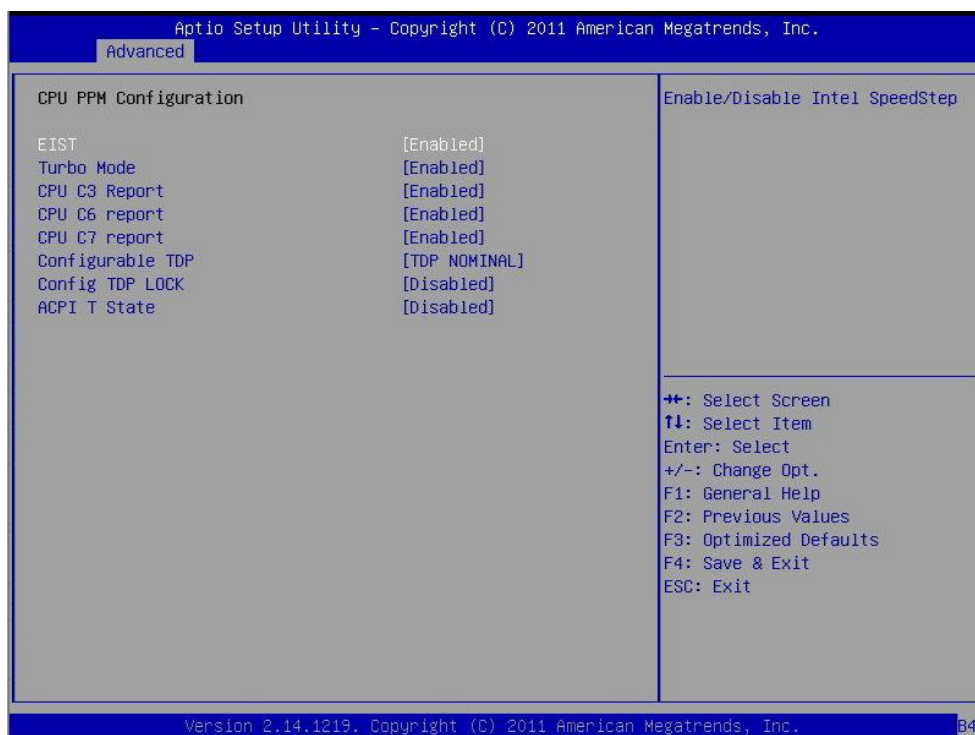 Aptio Setup Utility – Copyright (C) 2011 American Megatrends, Inc.
Advanced
CPU PPM Configuration
EIST [Enabled]
Turbo Mode [Enabled]
CPU C3 Report [Enabled]
CPU C6 report [Enabled]
CPU C7 report [Enabled]
Configurable TDP [TDP NOMINAL]
Config TDP LOCK [Disabled]
ACPI T State [Disabled]
Enable/Disable Intel SpeedStep
→←: Select Screen
↑↓: Select Item
Enter: Select
+/-: Change Opt.
F1: General Help
F2: Previous Values
F3: Optimized Defaults
F4: Save & Exit
ESC: Exit
Version 2.14.1219. Copyright (C) 2011 American Megatrends, Inc.
B4